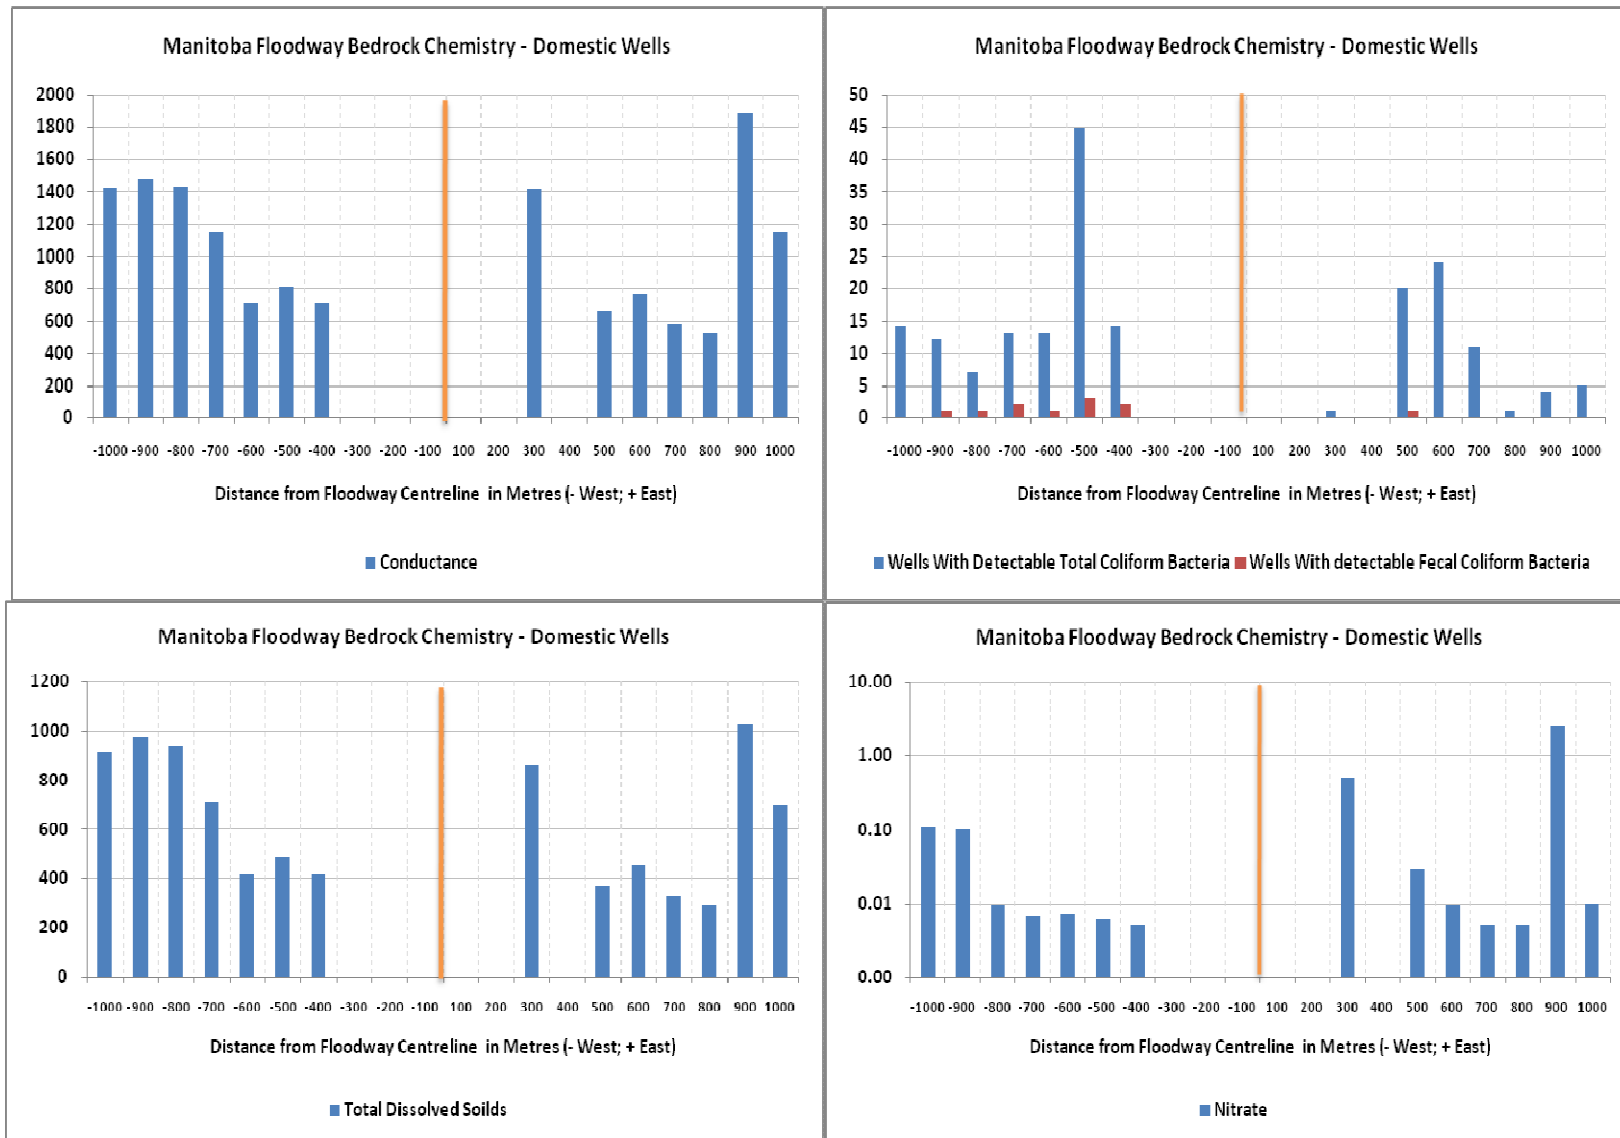 Manitoba Floodway Bedrock Chemistry - Domestic Wells
2000
1800
1600
1400
1200
1000
800
600
400
200
0
-1000 -900 -800 -700 -600 -500 -400 -300 -200 -100 100 200 300 400 500 600 700 800 900 1000
Distance from Floodway Centreline in Metres (- West; + East)
Conductance
Manitoba Floodway Bedrock Chemistry - Domestic Wells
50
45
40
35
30
25
20
15
10
5
0
-1000 -900 -800 -700 -600 -500 -400 -300 -200 -100 100 200 300 400 500 600 700 800 900 1000
Distance from Floodway Centreline in Metres (- West; + East)
Wells With Detectable Total Coliform Bacteria Wells With detectable Fecal Coliform Bacteria
Manitoba Floodway Bedrock Chemistry - Domestic Wells
1200
1000
800
600
400
200
0
-1000 -900 -800 -700 -600 -500 -400 -300 -200 -100 100 200 300 400 500 600 700 800 900 1000
Distance from Floodway Centreline in Metres (- West; + East)
Total Dissolved Soilds
Manitoba Floodway Bedrock Chemistry - Domestic Wells
10.00
1.00
0.10
0.01
0.00
-1000 -900 -800 -700 -600 -500 -400 -300 -200 -100 100 200 300 400 500 600 700 800 900 1000
Distance from Floodway Centreline in Metres (- West; + East)
Nitrate